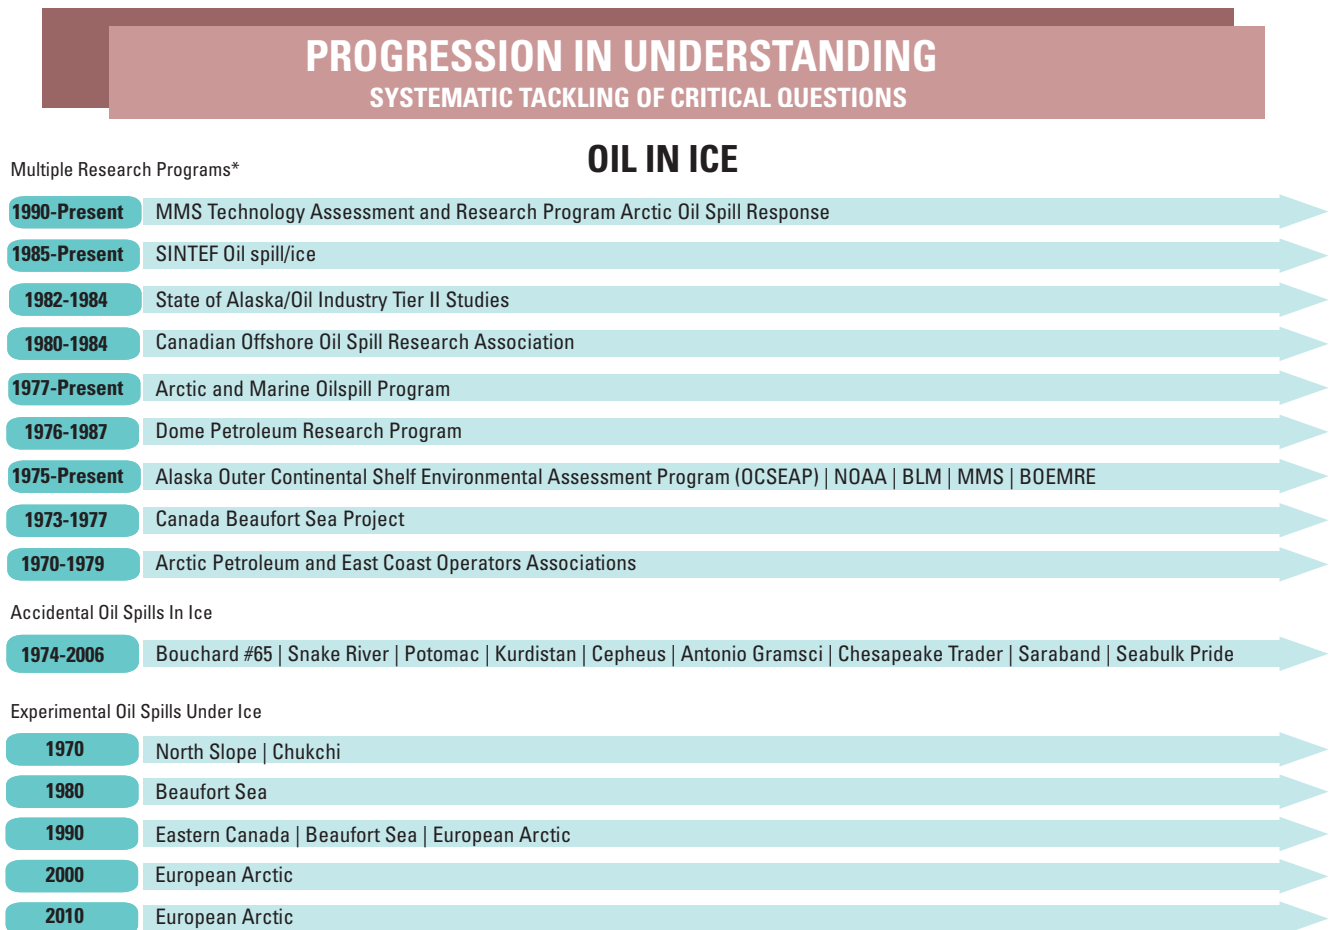 PROGRESSION IN UNDERSTANDING
SYSTEMATIC TACKLING OF CRITICAL QUESTIONS
OIL IN ICE
Multiple Research Programs*
1990-Present MMS Technology Assessment and Research Program Arctic Oil Spill Response
1985-Present SINTEF Oil spill/ice
1982-1984 State of Alaska/Oil Industry Tier II Studies
1980-1984 Canadian Offshore Oil Spill Research Association
1977-Present Arctic and Marine Oilspill Program
1976-1987 Dome Petroleum Research Program
1975-Present Alaska Outer Continental Shelf Environmental Assessment Program (OCSEAP) | NOAA | BLM | MMS | BOEMRE
1973-1977 Canada Beaufort Sea Project
1970-1979 Arctic Petroleum and East Coast Operators Associations
Accidental Oil Spills In Ice
1974-2006 Bouchard #65 | Snake River | Potomac | Kurdistan | Cepheus | Antonio Gramsci | Chesapeake Trader | Saraband | Seabulk Pride
Experimental Oil Spills Under Ice
1970 North Slope | Chukchi
1980 Beaufort Sea
1990 Eastern Canada | Beaufort Sea | European Arctic
2000 European Arctic
2010 European Arctic